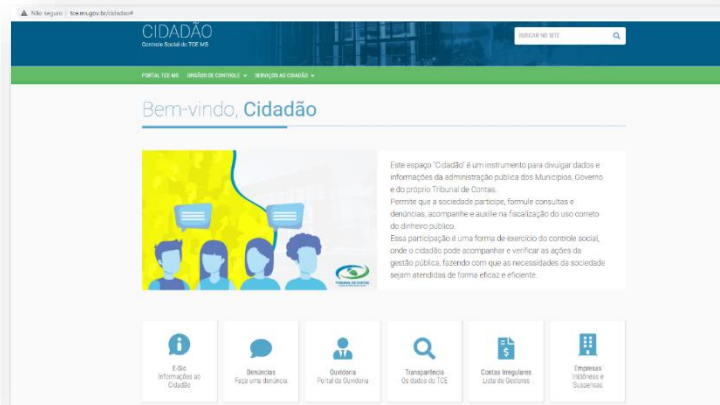 Não seguro | tce.ms.gov.br/cidadao#
CIDADÃO
Controle Social do TCE MS
BUSCAR NO SITE
PORTAL TCE-MS ORGÃOS DE CONTROLE SERVIÇOS AO CIDADÃO
Bem-vindo, Cidadão
Este espaço "Cidadão" é um instrumento para divulgar dados e
informações da administração pública dos Municípios, Governo
e do próprio Tribunal de Contas.
Permite que a sociedade participe, formule consultas e
denúncias, acompanhe e auxilie na fiscalização do uso correto
do dinheiro público.
Essa participação é uma forma de exercício do controle social,
onde o cidadão pode acompanhar e verificar as ações da
gestão pública, fazendo com que as necessidades da sociedade
sejam atendidas de forma eficaz e eficiente.
TRIBUNAL DE CONTAS
E-Sic
Informações ao
Cidadão
Denúncias
Faça uma denúncia.
Ouvidoria
Portal da Ouvidoria
Transparência
Os dados do TCE
Contas Irregulares
Lista de Gestores
Empresas
Inidôneas e
Suspensas